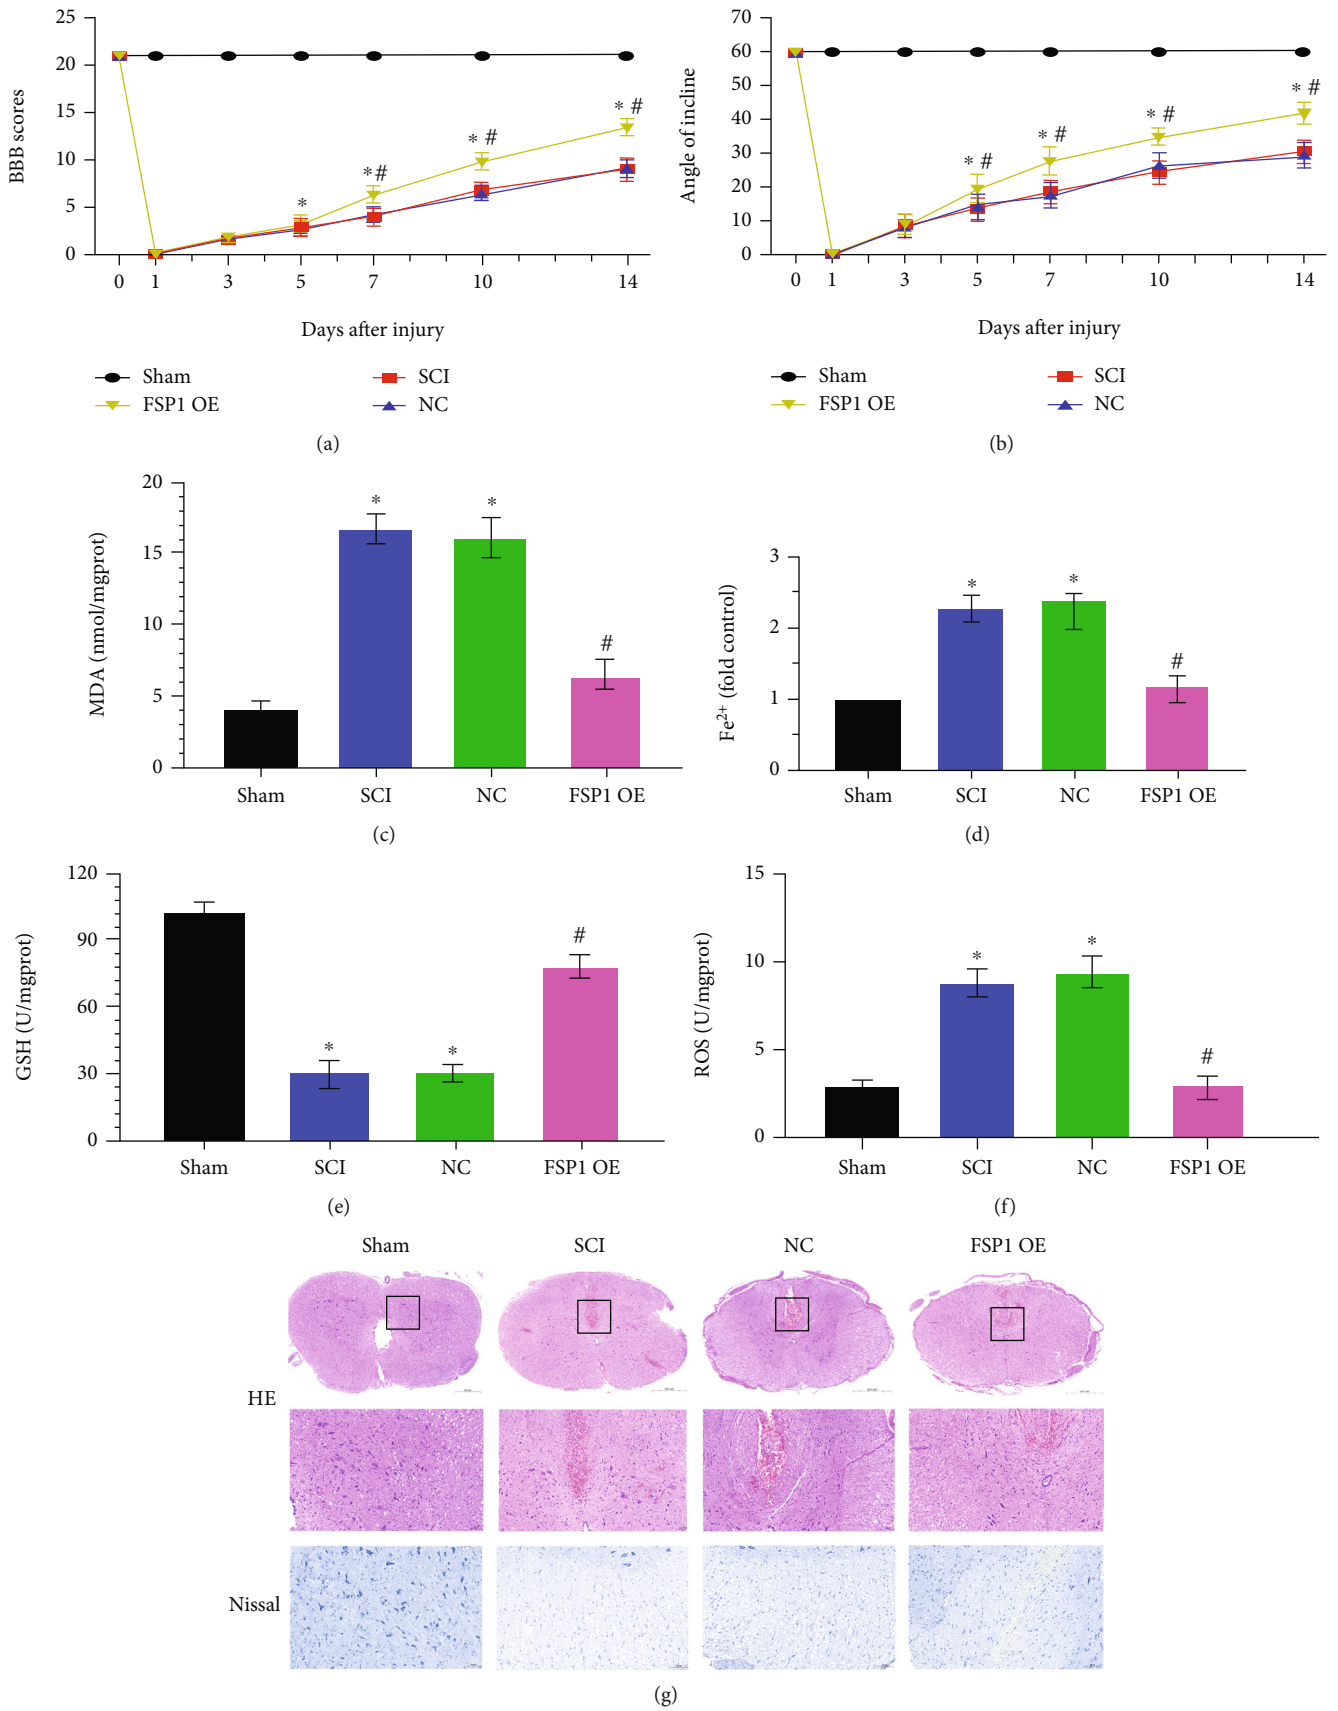 25
20
15
10
5
0
BBB scores
*
*#
* #
* #
0 1 3 5 7 10 14
Days after injury
Sham SCI
FSP1 OE NC
(a)
70
60
50
40
30
20
10
0
Angle of incline
* #
* #
* #
* #
0 1 3 5 7 10 14
Days after injury
Sham SCI
FSP1 OE NC
(b)
20
15
10
5
0
MDA (nmol/mgprot)
* * #
Sham SCI NC FSP1 OE
(c)
3
2
1
0
Fe2+ (fold control)
* * #
Sham SCI NC FSP1 OE
(d)
120
90
60
30
0
GSH (U/mgprot)
* * #
Sham SCI NC FSP1 OE
(e)
15
10
5
0
ROS (U/mgprot)
* * #
Sham SCI NC FSP1 OE
(f)
Sham SCI NC FSP1 OE
HE
Nissal
(g)